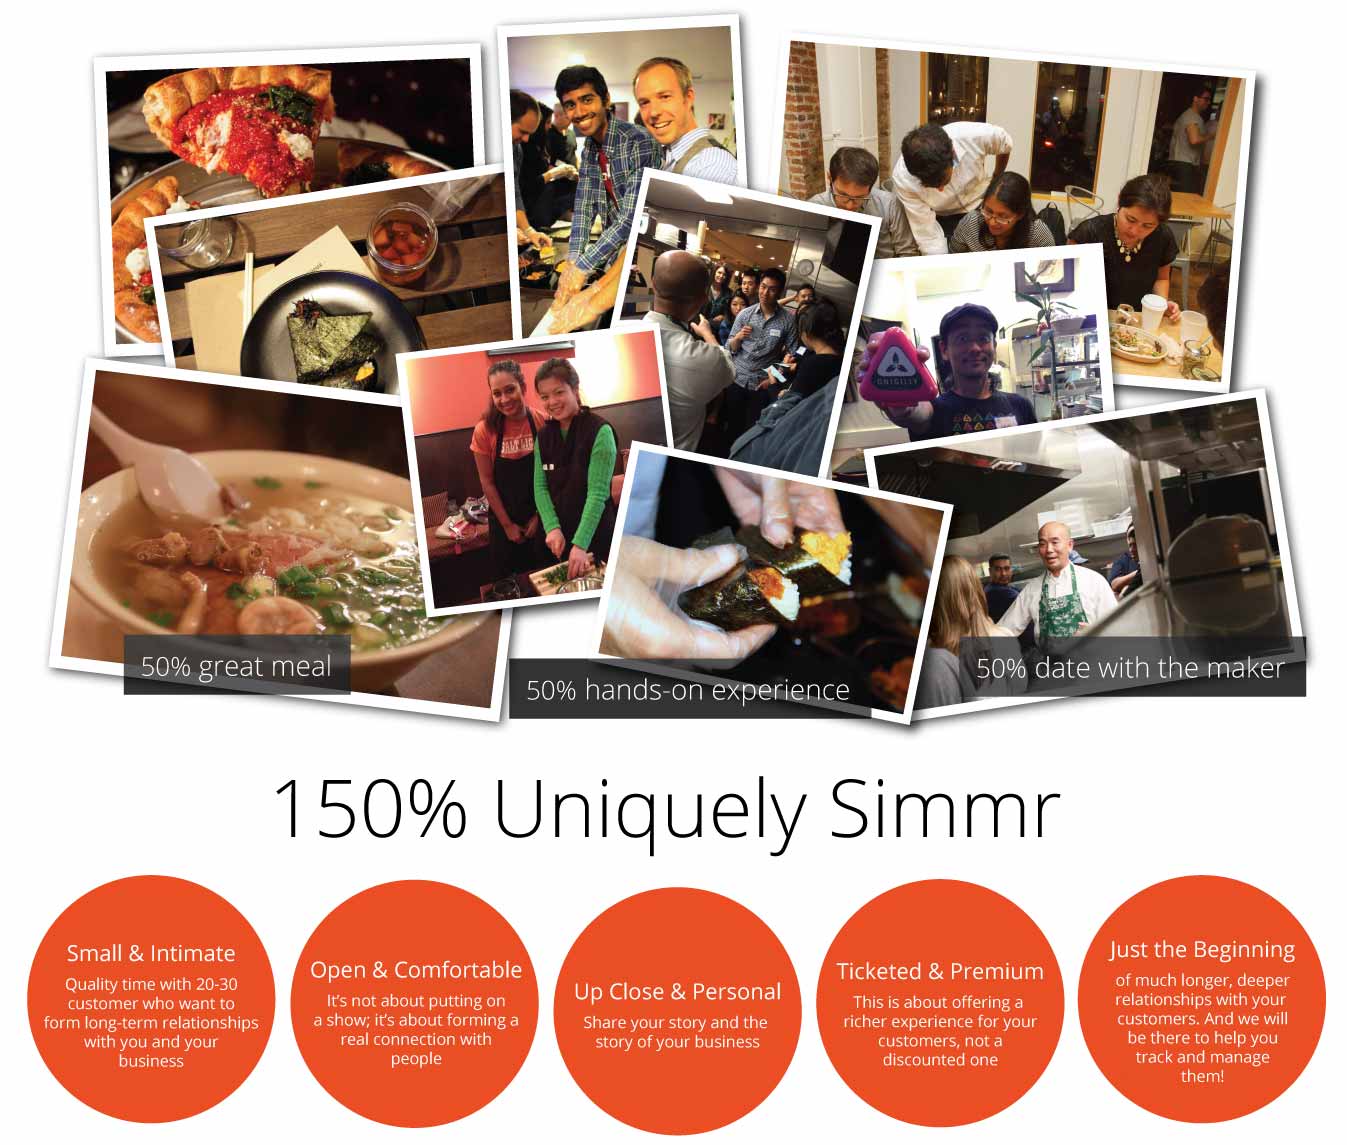 ONIGILLY
50% great meal
50% hands-on experience
50% date with the maker
150% Uniquely Simmr
Small & Intimate
Quality time with 20-30
customer who want to
form long-term relationships
with you and your
business
Open & Comfortable
It's not about putting on
a show; it's about forming a
real connection with
people
Up Close & Personal
Share your story and the
story of your business
Ticketed & Premium
This is about offering a
richer experience for your
customers, not a
discounted one
Just the Beginning
of much longer, deeper
relationships with your
customers. And we will
be there to help you
track and manage
them!